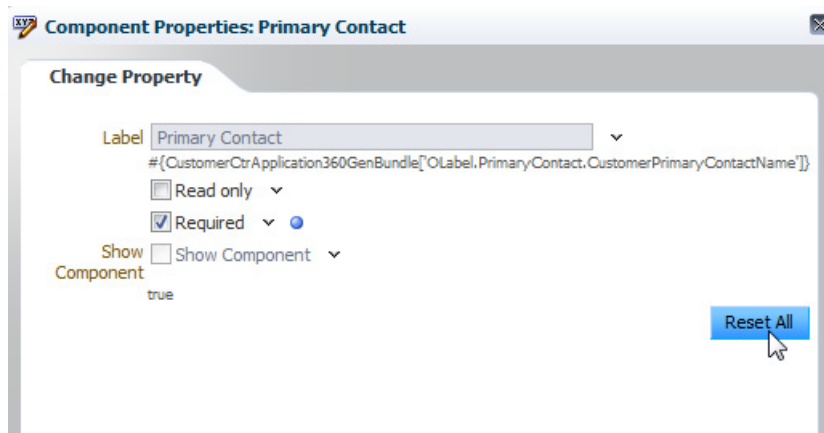 Component Properties: Primary Contact
Change Property
Label Primary Contact
#{CustomerCtrApplication360GenBundle['OLabel.PrimaryContact.CustomerPrimaryContactName']}
Read only
Required
Show Component Show Component
true
Reset All